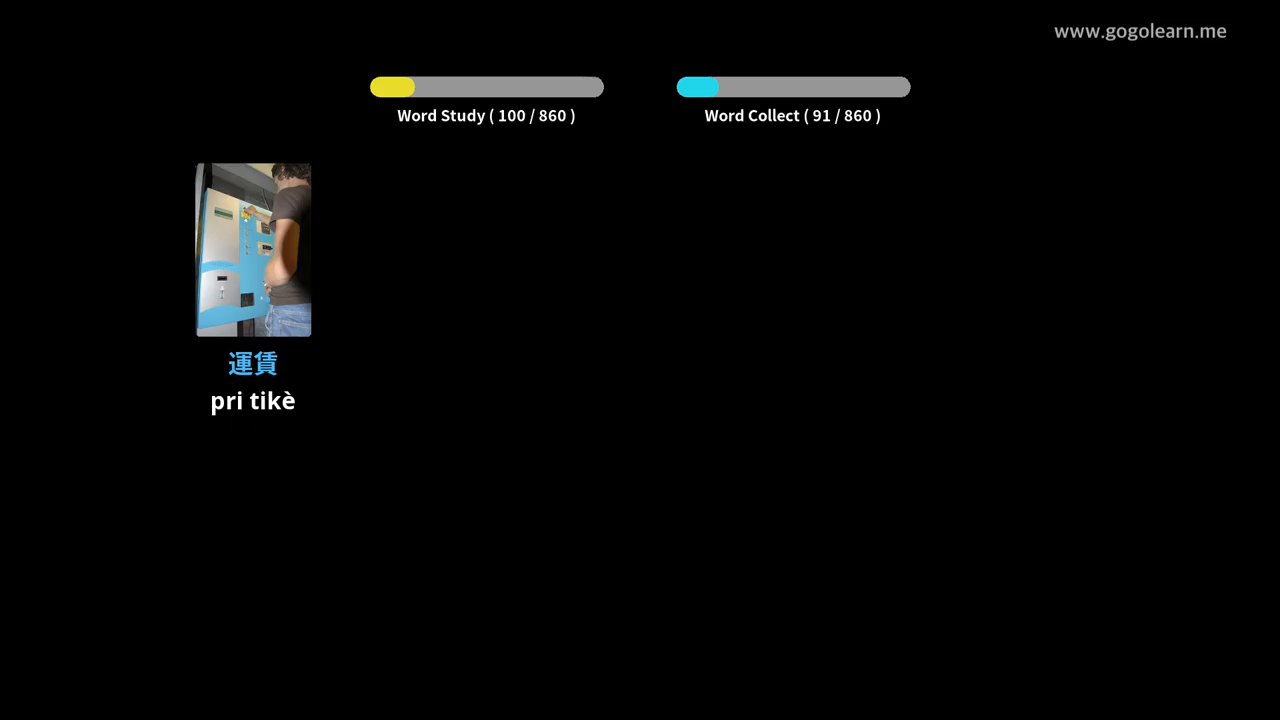 www.gogolearn.me
Word Study ( 100 / 860 )
Word Collect ( 91 / 860 )
運賃
pri tikè